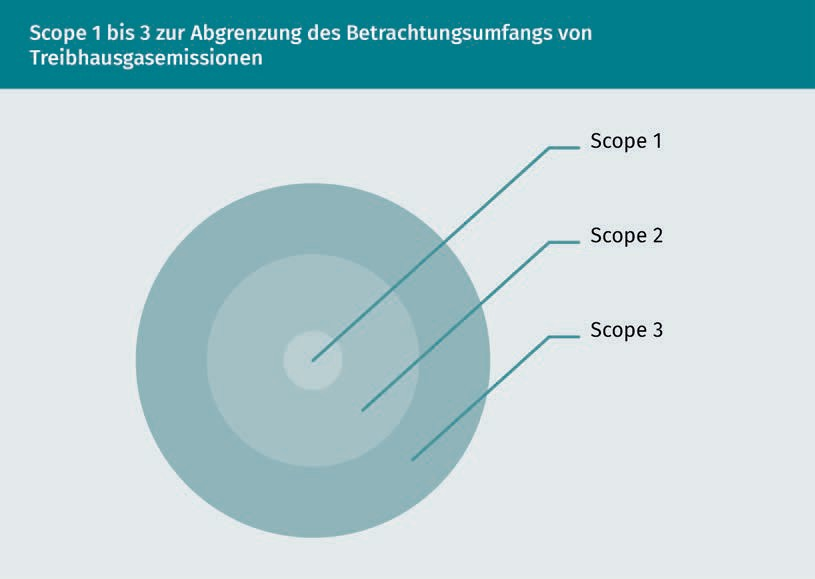 Scope 1 bis 3 zur Abgrenzung des Betrachtungsumfangs von
Treibhausgasemissionen
Scope 1
Scope 2
Scope 3